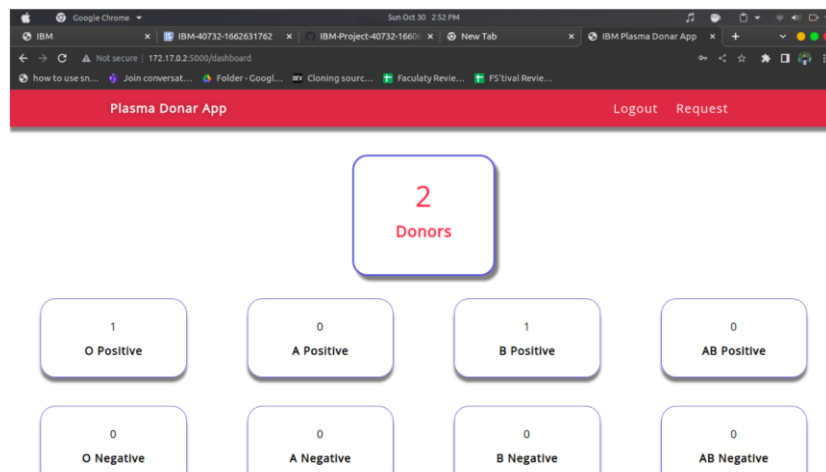 Google Chrome
Sun Oct 30 2:52 PM
IBM
IBM-40732-1662631762
IBM-Project-40732-1660
New Tab
IBM Plasma Donar App
Not secure | 172.17.0.2:5000/dashboard
how to use sn...
Join conversat...
Folder - Googl...
DEV Cloning sourc...
Faculaty Revie...
FS'tival Revie...
Plasma Donar App
Logout
Request
2
Donors
1
0
1
0
O Positive
A Positive
B Positive
AB Positive
0
0
0
0
O Negative
A Negative
B Negative
AB Negative